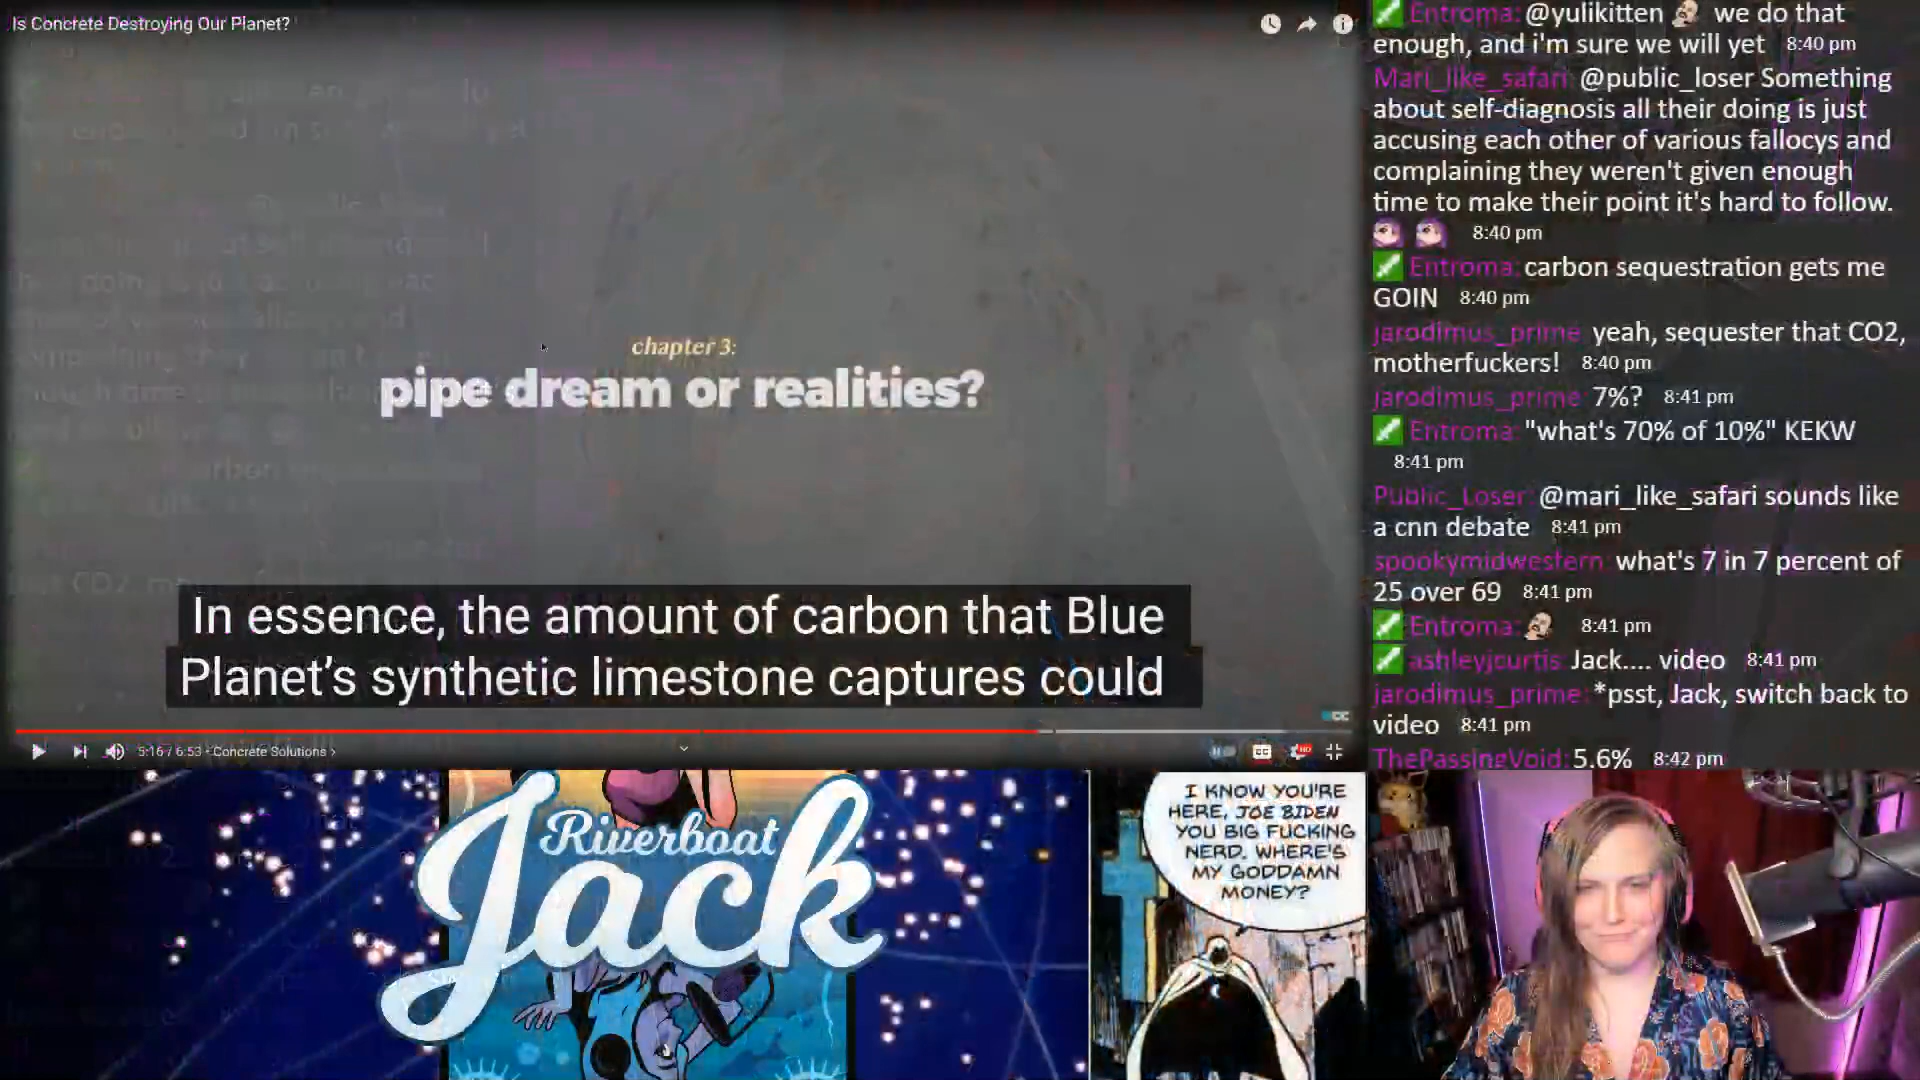 Is Concrete Destroying Our Planet?
chapter 3:
pipe dream or realities?
In essence, the amount of carbon that Blue
Planet’s synthetic limestone captures could
CC
5:16 / 6:53 • Concrete Solutions ›
CC
HD
Entroma: @yulikitten we do that
enough, and i'm sure we will yet 8:40 pm
Mari_like_safari: @public_loser Something
about self-diagnosis all their doing is just
accusing each other of various fallocys and
complaining they weren't given enough
time to make their point it's hard to follow.
8:40 pm
Entroma: carbon sequestration gets me
GOIN 8:40 pm
jarodimus_prime: yeah, sequester that CO2,
motherfuckers! 8:40 pm
jarodimus_prime: 7%? 8:41 pm
Entroma: "what's 70% of 10%" KEKW
8:41 pm
Public_Loser: @mari_like_safari sounds like
a cnn debate 8:41 pm
spookymidwestern: what's 7 in 7 percent of
25 over 69 8:41 pm
Entroma: 8:41 pm
ashleyjcurtis: Jack.... video 8:41 pm
jarodimus_prime: *psst, Jack, switch back to
video 8:41 pm
ThePassingVoid: 5.6% 8:42 pm
Riverboat
Jack
I KNOW YOU'RE
HERE, JOE BIDEN
YOU BIG FUCKING
NERD. WHERE'S
MY GODDAMN
MONEY?